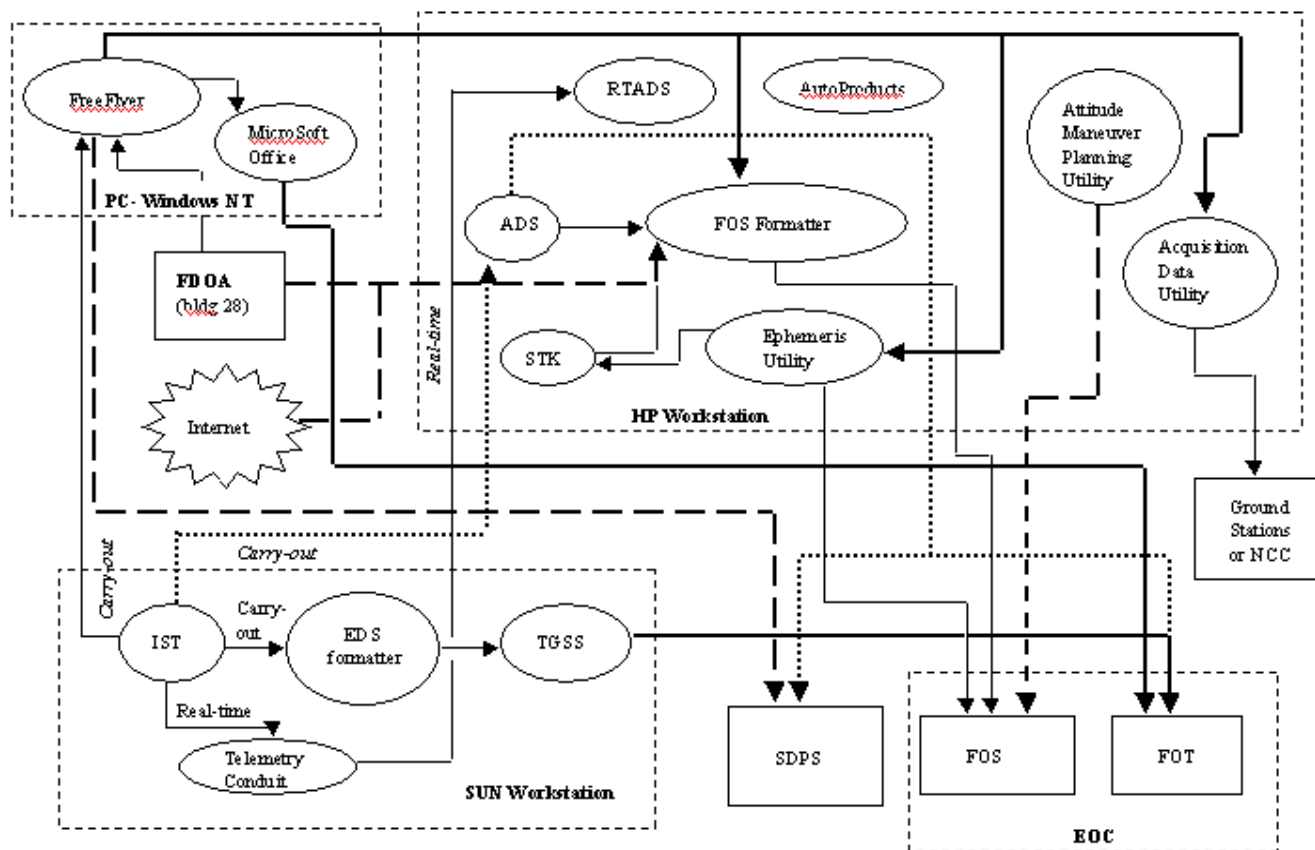 FreeFlyer
MicroSoft
Office
PC- Windows NT
RTADS
AutoProducts
Attitude
Maneuver
Planning
Utility
ADS
FOS Formatter
Acquisition
Data
Utility
FDOA
(bldg 28)
Real-time
STK
Ephemeris
Utility
HP Workstation
Internet
Ground
Stations
or NCC
Carry-out
Carry-out
IST
Carry-
out
EDS
formatter
TGSS
Real-time
Telemetry
Conduit
SUN Workstation
SDPS
FOS
FOT
EOC